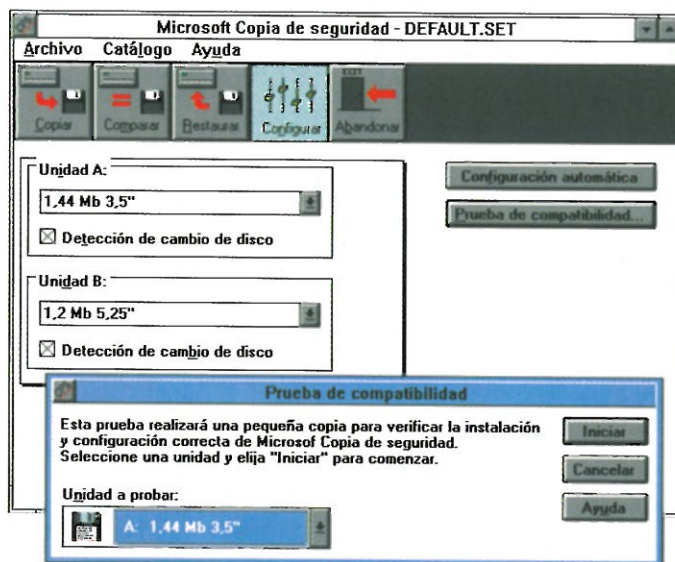 Microsoft Copia de seguridad - DEFAULT.SET
Archivo Catálogo Ayuda
Copiar Comparar Restaurar Configurar Abandonar
Unidad A:
1,44 Mb 3,5"
Detección de cambio de disco
Configuración automática
Prueba de compatibilidad...
Unidad B:
1,2 Mb 5,25"
Detección de cambio de disco
Prueba de compatibilidad
Esta prueba realizará una pequeña copia para verificar la instalación
y configuración correcta de Microsof Copia de seguridad.
Seleccione una unidad y elija "Iniciar" para comenzar.
Unidad a probar:
A: 1,44 Mb 3,5"
Iniciar
Cancelar
Ayuda